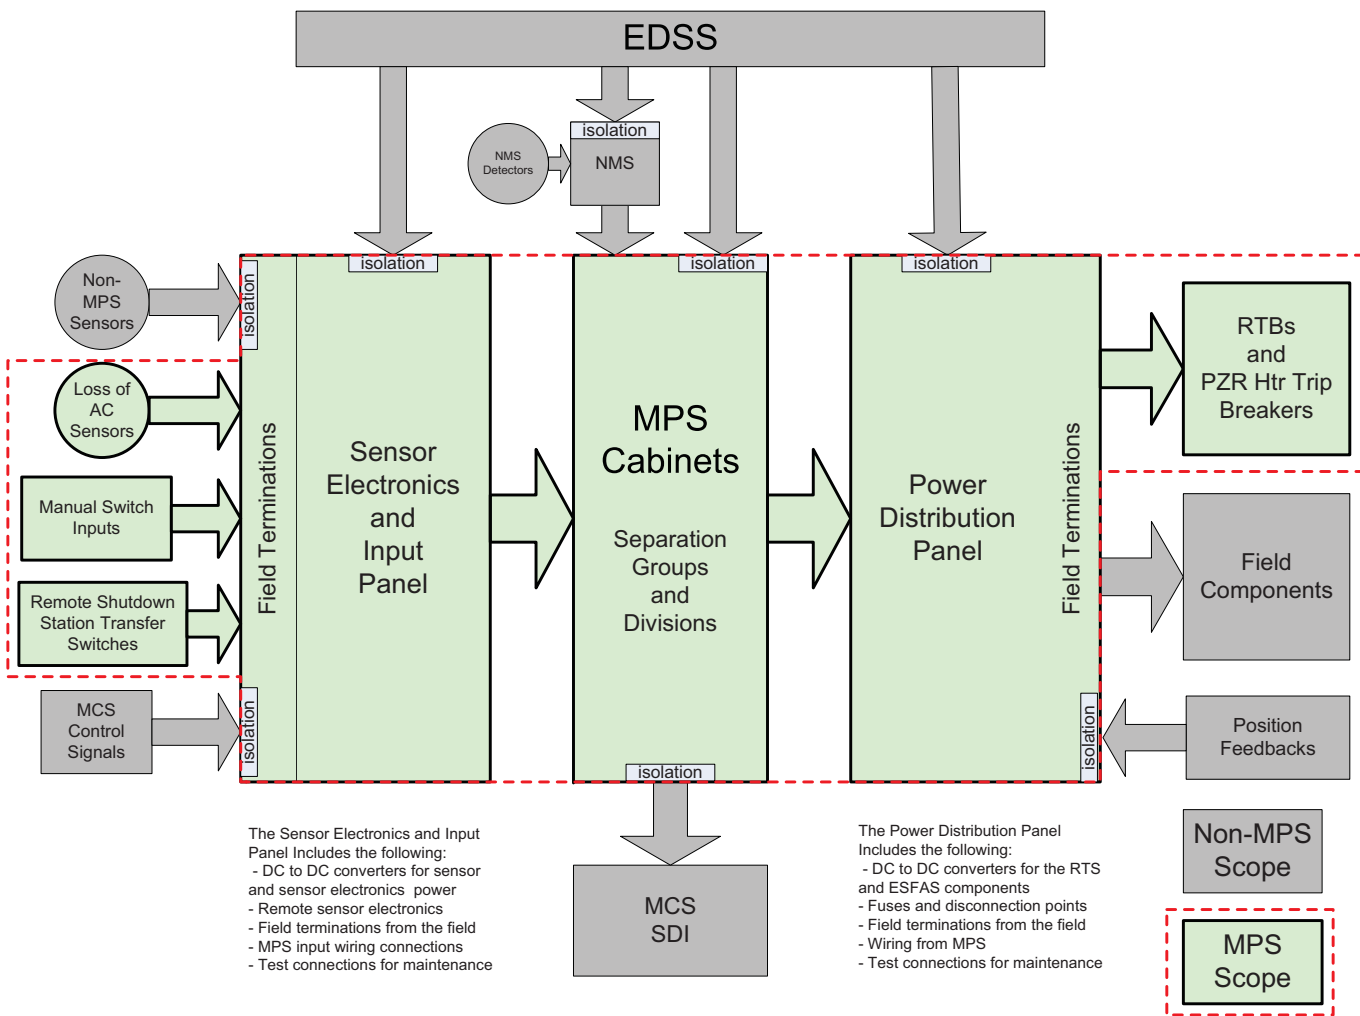 EDSS
isolation
NMS
Detectors
NMS
isolation
isolation
isolation
Non-
MPS
Sensors
isolation
Loss of
AC
Sensors
Manual Switch
Inputs
Remote Shutdown
Station Transfer
Switches
MCS
Control
Signals
isolation
Field Terminations
Sensor
Electronics
and
Input
Panel
MPS
Cabinets
Separation
Groups
and
Divisions
isolation
Power
Distribution
Panel
Field Terminations
isolation
RTBs
and
PZR Htr Trip
Breakers
Field
Components
Position
Feedbacks
The Sensor Electronics and Input
Panel Includes the following:
- DC to DC converters for sensor
and sensor electronics power
- Remote sensor electronics
- Field terminations from the field
- MPS input wiring connections
- Test connections for maintenance
MCS
SDI
The Power Distribution Panel
Includes the following:
- DC to DC converters for the RTS
and ESFAS components
- Fuses and disconnection points
- Field terminations from the field
- Wiring from MPS
- Test connections for maintenance
Non-MPS
Scope
MPS
Scope